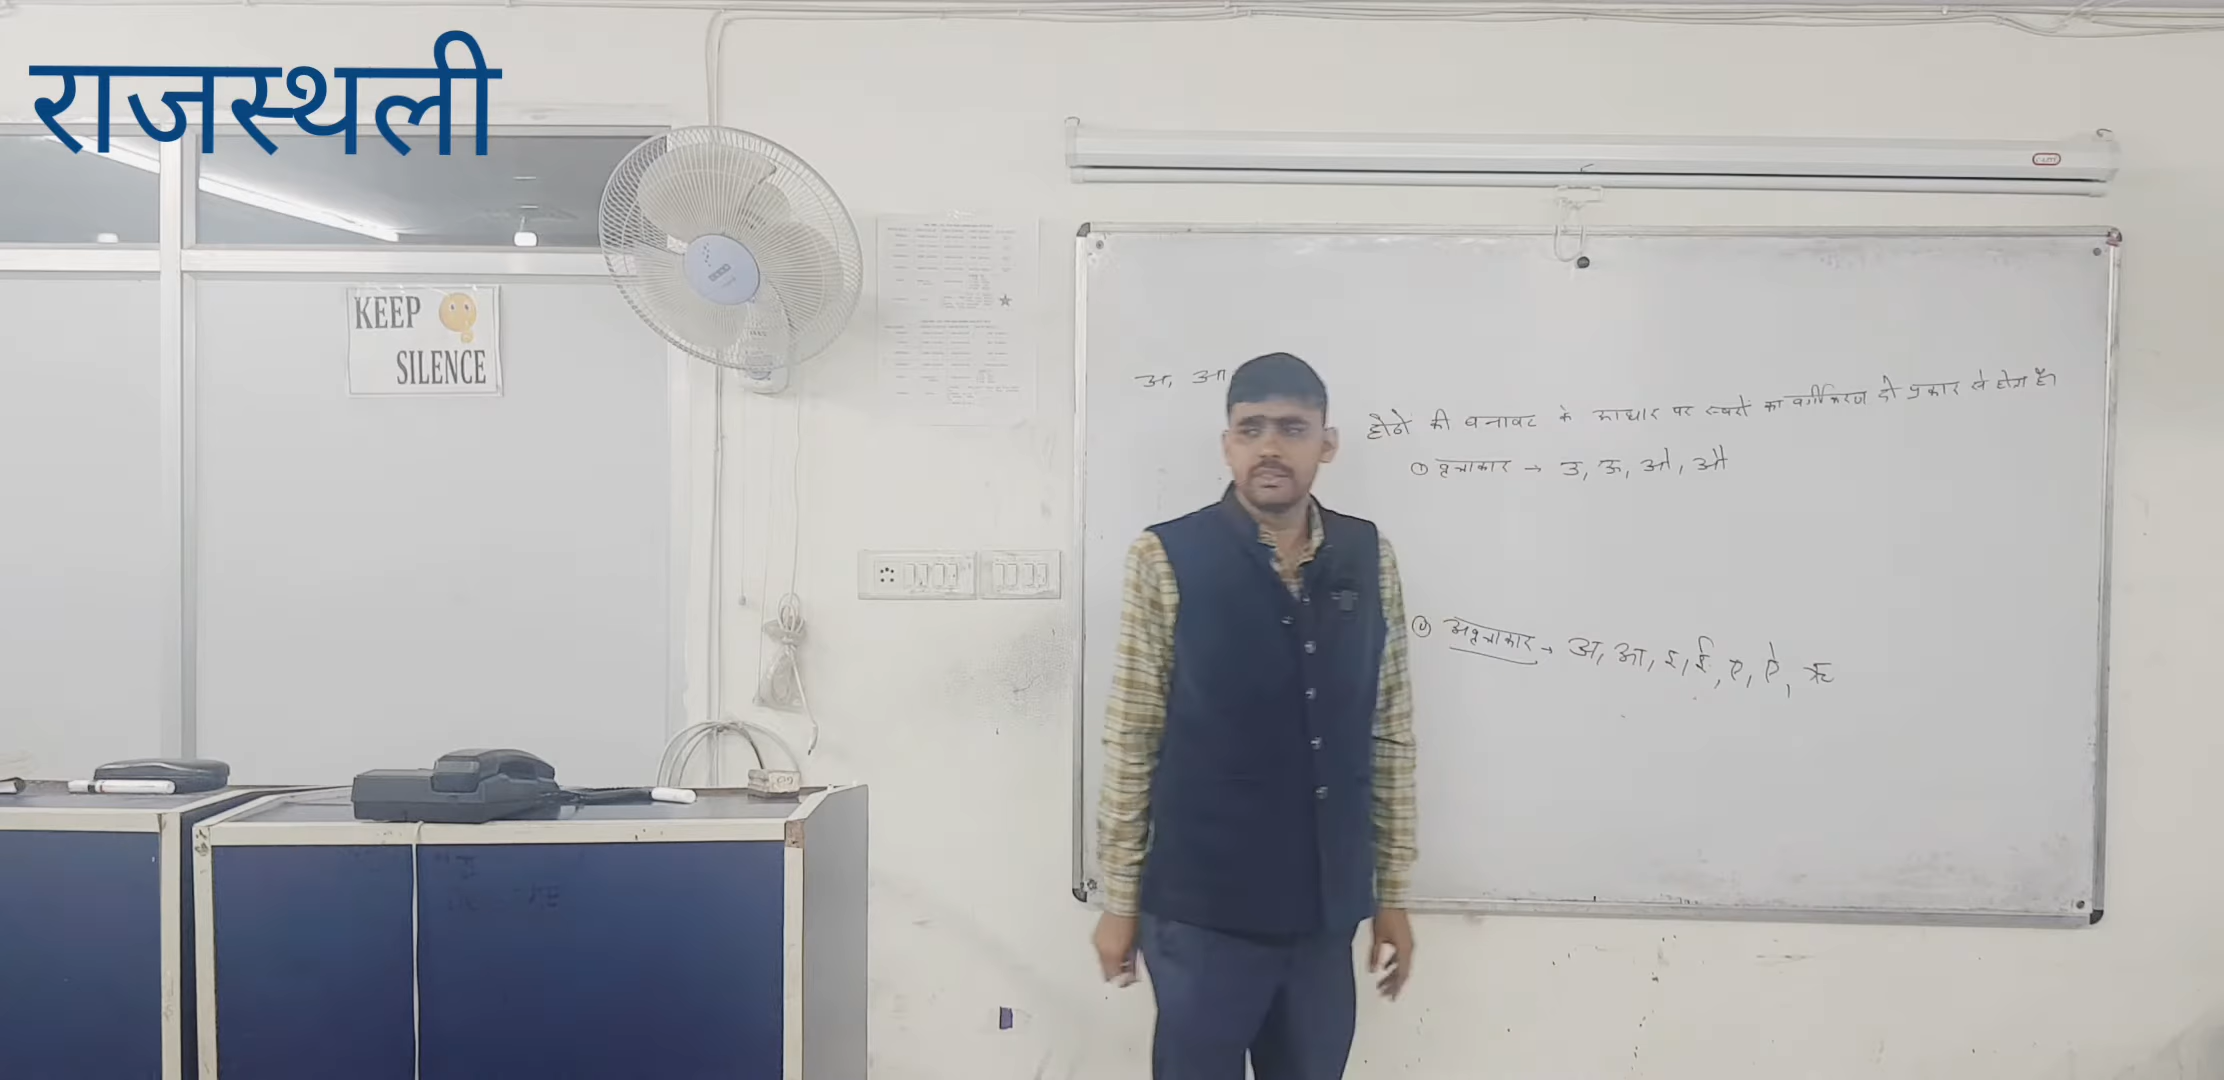 राजस्थली
KEEP
SILENCE
अ, आ
होठों की बनावट के आधार पर स्वरों का वर्गीकरण दो प्रकार से होता है।
① वृत्ताकार → उ, ऊ, ओ, औ
② अवृत्ताकार → अ, आ, इ, ई, ए, ऐ, ऋ